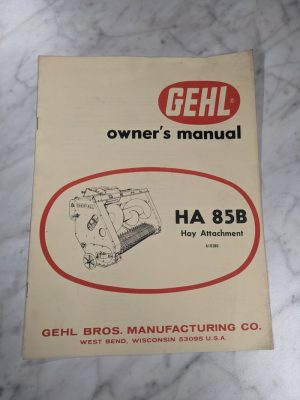 GEHL®
owner's manual
HA 85B
Hay Attachment
GEHL BROS. MANUFACTURING CO.
WEST BEND, WISCONSIN 53095 U.S.A.